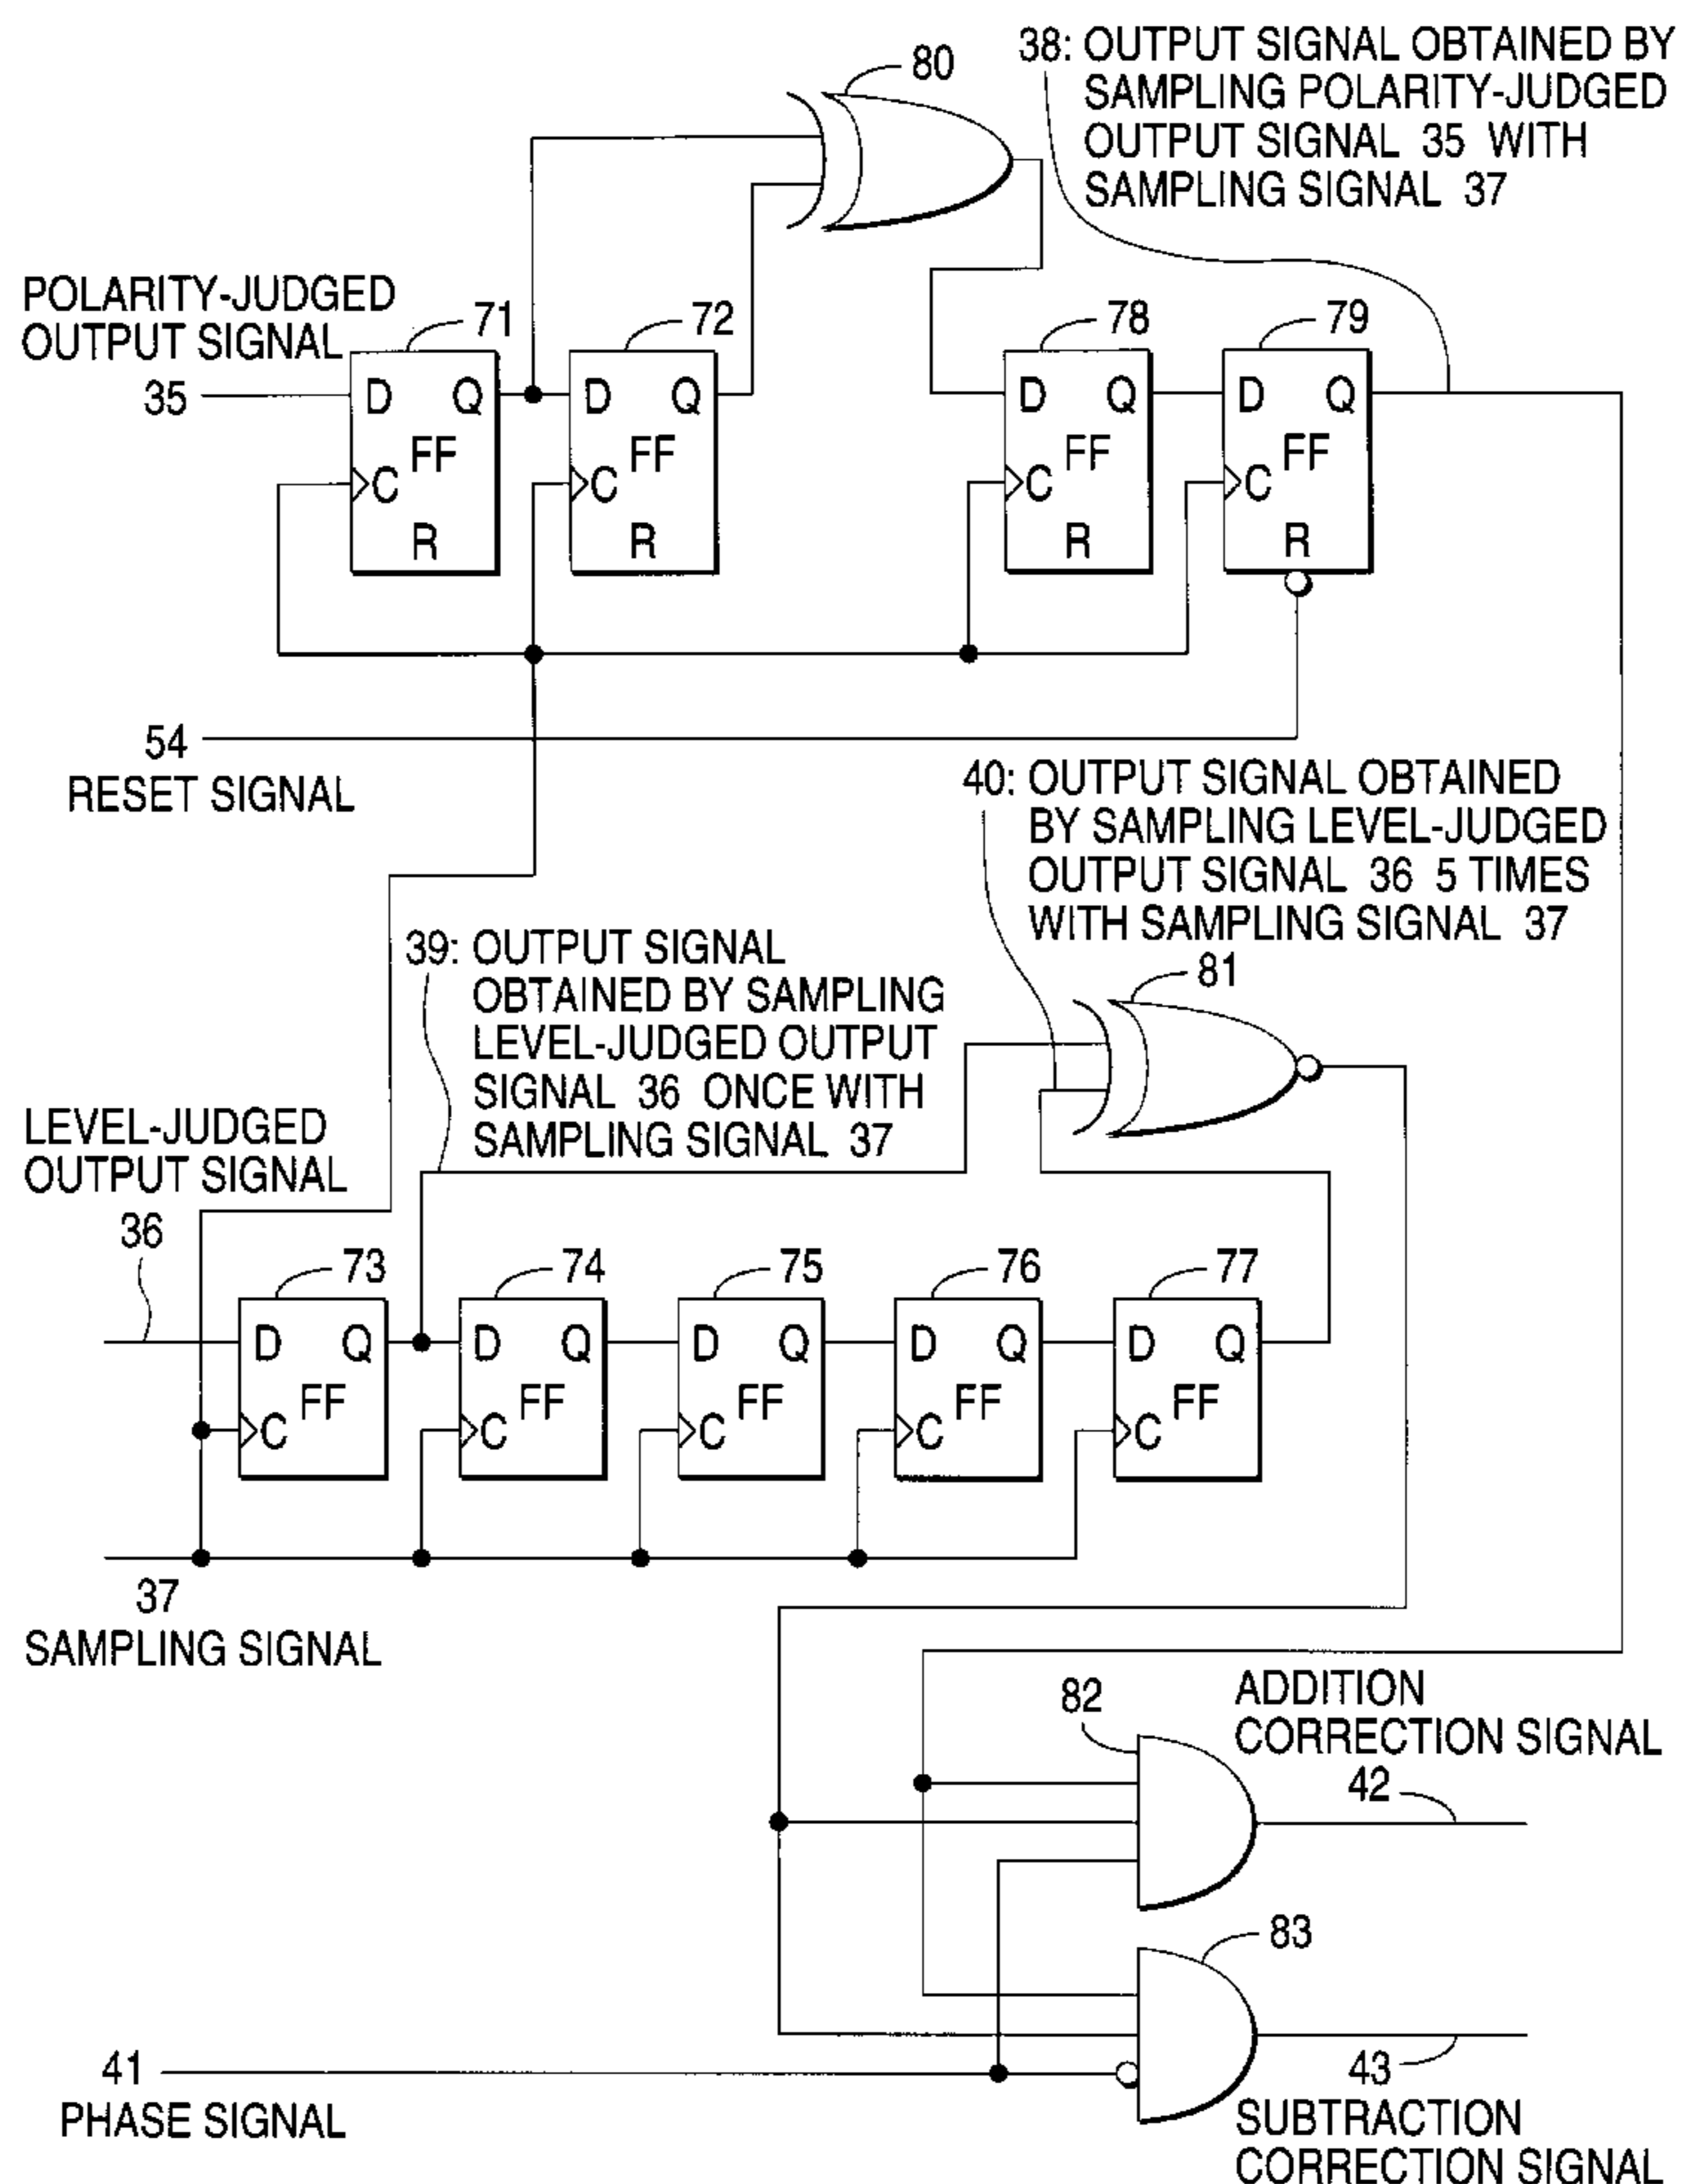 80
38: OUTPUT SIGNAL OBTAINED BY
SAMPLING POLARITY-JUDGED
OUTPUT SIGNAL 35 WITH
SAMPLING SIGNAL 37
POLARITY-JUDGED
OUTPUT SIGNAL
35
71
D Q
FF
C
R
72
D Q
FF
C
R
78
D Q
FF
C
R
79
D Q
FF
C
R
54
RESET SIGNAL
40: OUTPUT SIGNAL OBTAINED
BY SAMPLING LEVEL-JUDGED
OUTPUT SIGNAL 36 5 TIMES
WITH SAMPLING SIGNAL 37
39: OUTPUT SIGNAL
OBTAINED BY SAMPLING
LEVEL-JUDGED OUTPUT
SIGNAL 36 ONCE WITH
SAMPLING SIGNAL 37
81
LEVEL-JUDGED
OUTPUT SIGNAL
36
73
D Q
FF
C
74
D Q
FF
C
75
D Q
FF
C
76
D Q
FF
C
77
D Q
FF
C
37
SAMPLING SIGNAL
82
ADDITION
CORRECTION SIGNAL
42
83
41
PHASE SIGNAL
43
SUBTRACTION
CORRECTION SIGNAL